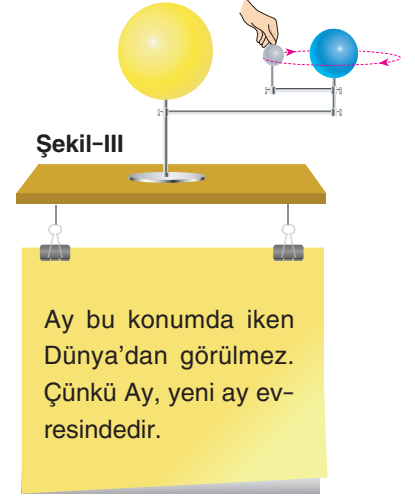 Şekil-III
Ay bu konumda iken
Dünya'dan görülmez.
Çünkü Ay, yeni ay ev-
resindedir.